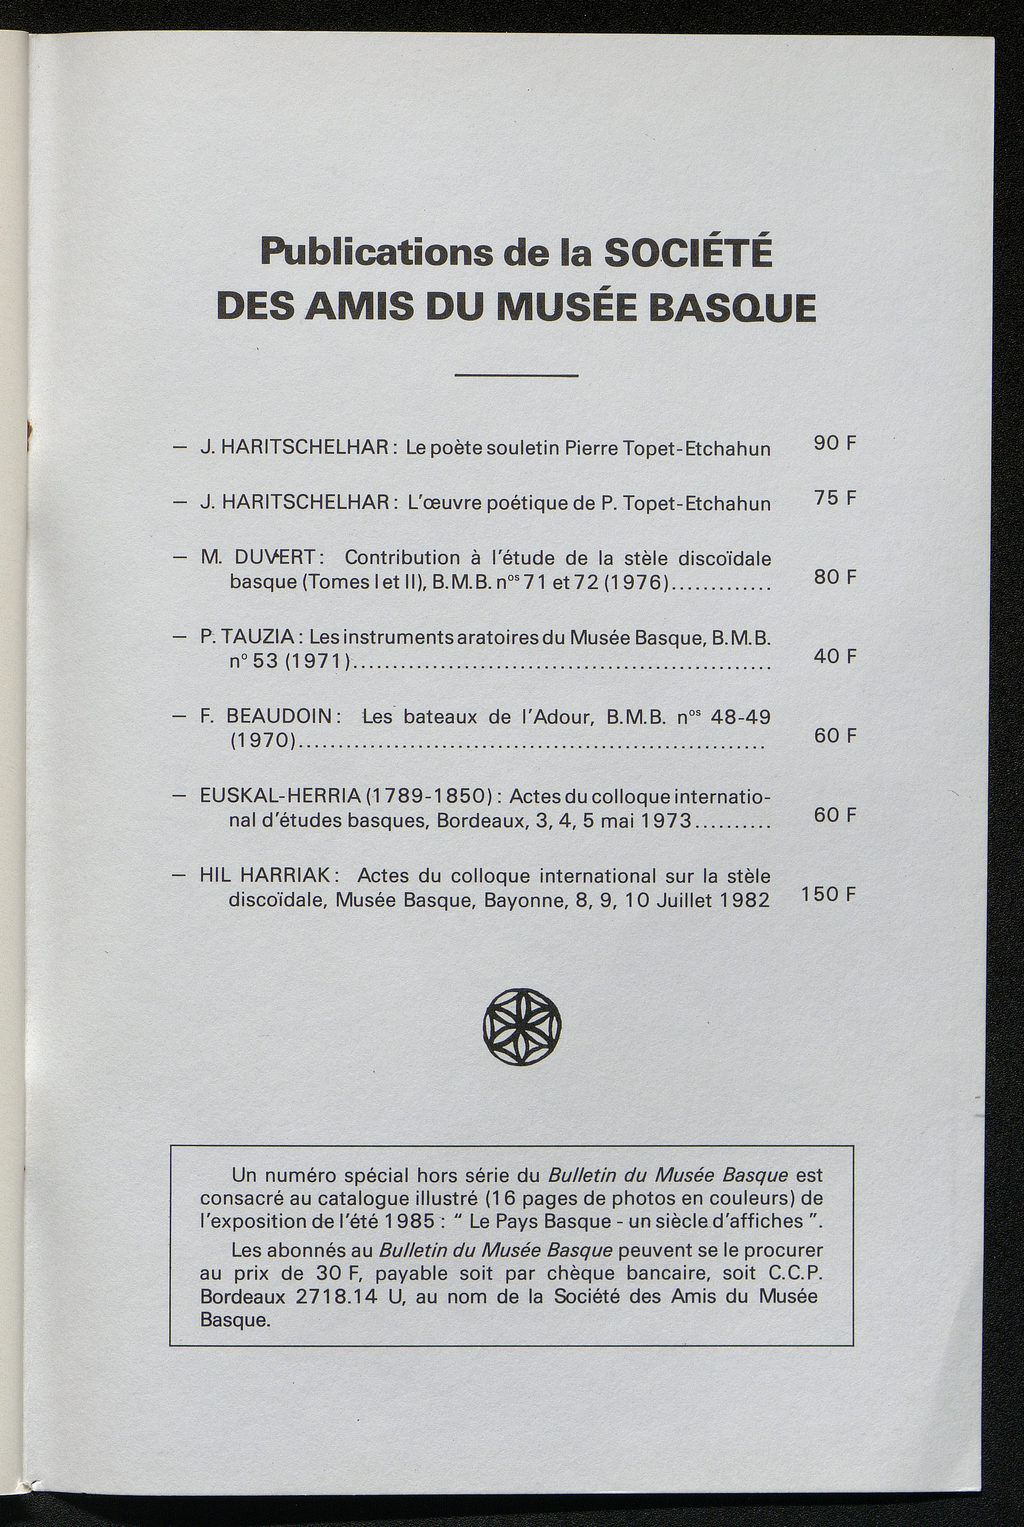 Publications de la SOCIÉTÉ
DES AMIS DU MUSÉE BASQUE
— J. HARITSCHELHAR : Le poète souletin Pierre Topet-Etchahun 90 F
— J. HARITSCHELHAR : L'œuvre poétique de P. Topet-Etchahun 75 F
— M. DUVERT : Contribution à l'étude de la stèle discoïdale
basque (Tomes I et II), B.M.B. nos 71 et 72 (1976)............. 80 F
— P. TAUZIA : Les instruments aratoires du Musée Basque, B.M.B.
n° 53 (1971)..................................................... 40 F
— F. BEAUDOIN : Les bateaux de l'Adour, B.M.B. nos 48-49
(1970)........................................................... 60 F
— EUSKAL-HERRIA (1789-1850) : Actes du colloque internatio-
nal d'études basques, Bordeaux, 3, 4, 5 mai 1973.......... 60 F
— HIL HARRIAK : Actes du colloque international sur la stèle
discoïdale, Musée Basque, Bayonne, 8, 9, 10 Juillet 1982 150 F
Un numéro spécial hors série du Bulletin du Musée Basque est
consacré au catalogue illustré (16 pages de photos en couleurs) de
l'exposition de l'été 1985 : " Le Pays Basque - un siècle d'affiches ".
Les abonnés au Bulletin du Musée Basque peuvent se le procurer
au prix de 30 F, payable soit par chèque bancaire, soit C.C.P.
Bordeaux 2718.14 U, au nom de la Société des Amis du Musée
Basque.